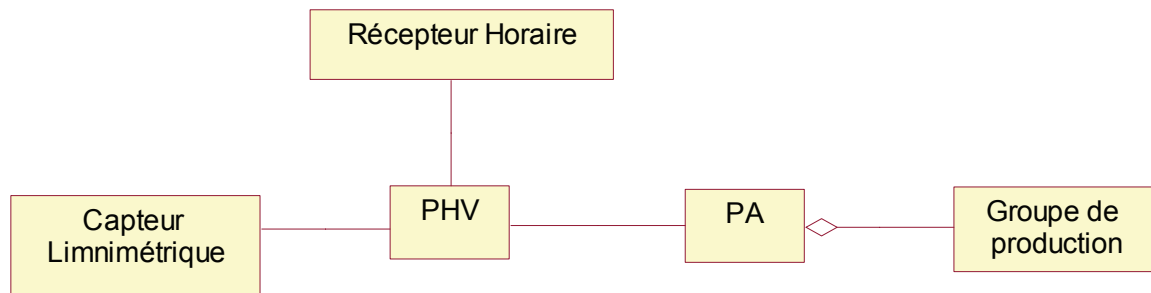 Récepteur Horaire
Capteur
Limnimétrique
PHV
PA
Groupe de
production